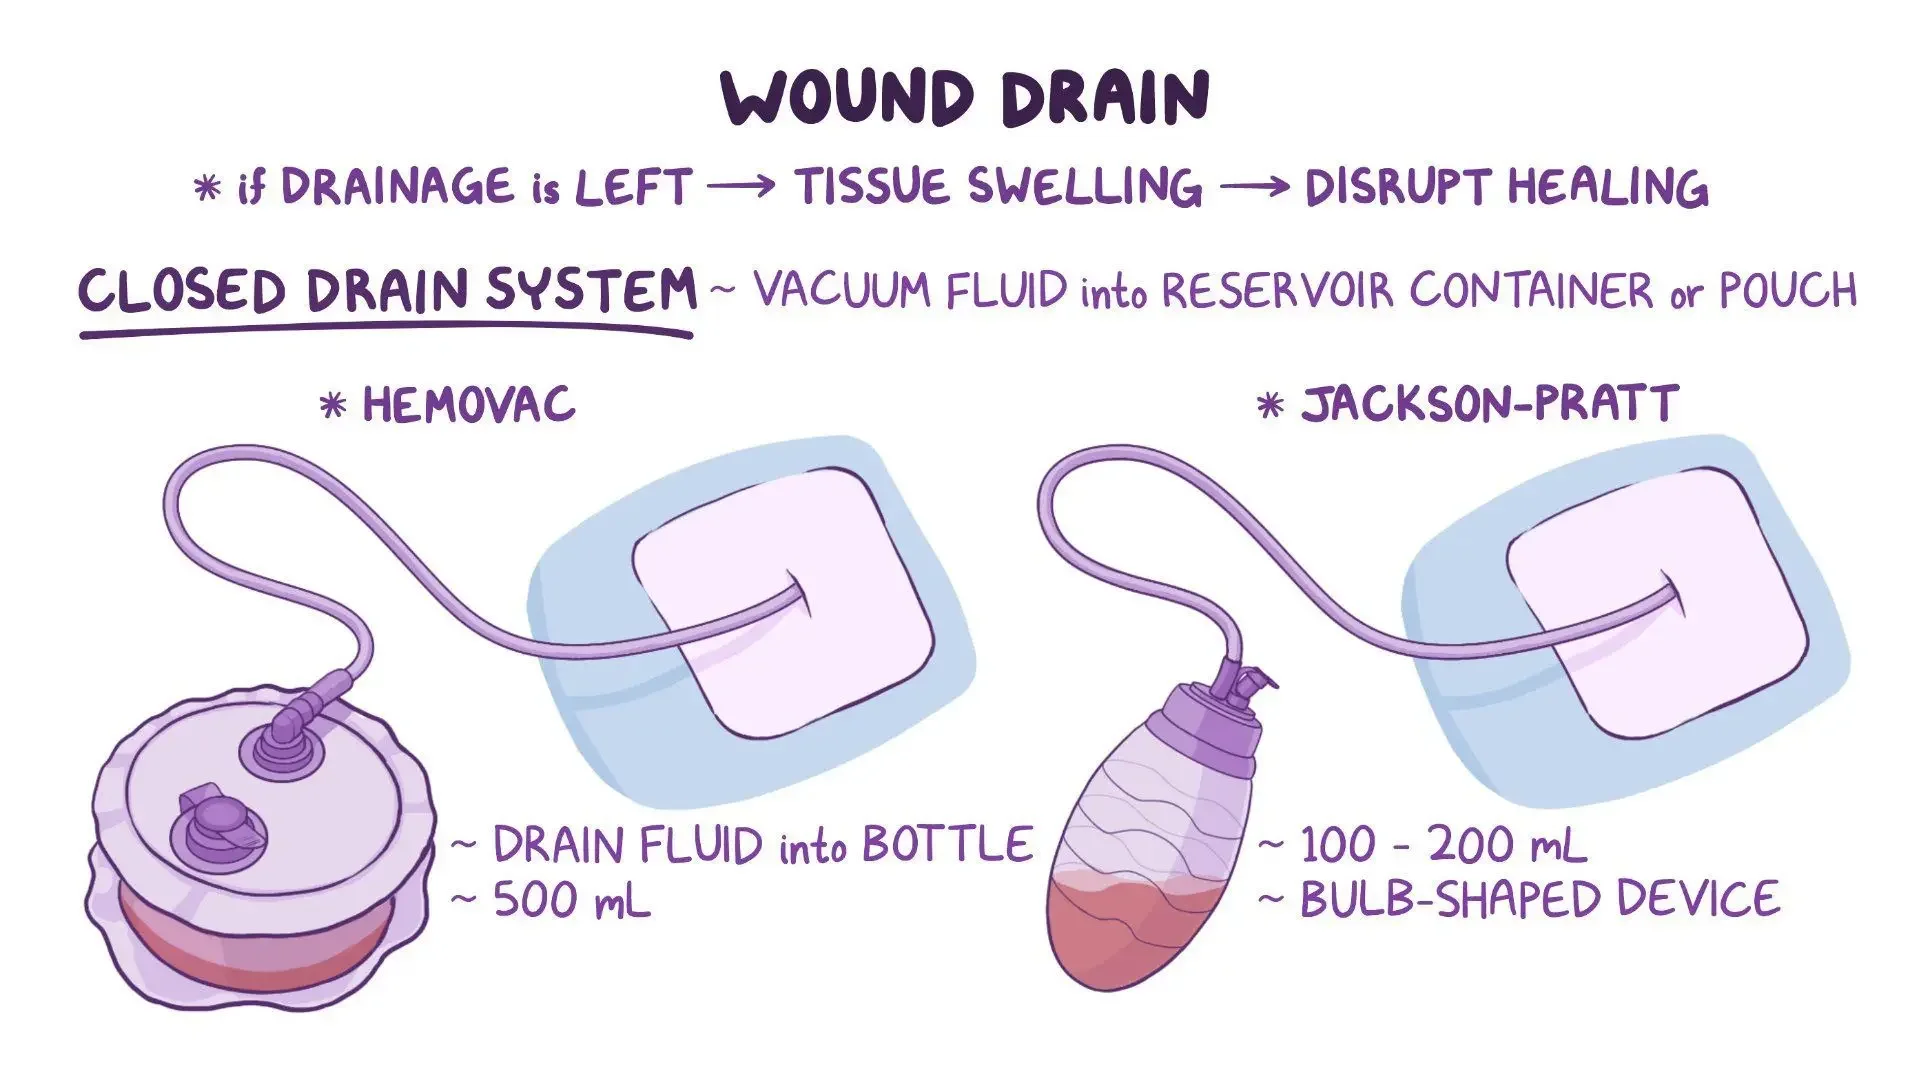 WOUND DRAIN
* if DRAINAGE is LEFT → TISSUE SWELLING → DISRUPT HEALING
CLOSED DRAIN SYSTEM ~ VACUUM FLUID into RESERVOIR CONTAINER or POUCH
* HEMOVAC
~ DRAIN FLUID into BOTTLE
~ 500 mL
* JACKSON-PRATT
~ 100 - 200 mL
~ BULB-SHAPED DEVICE